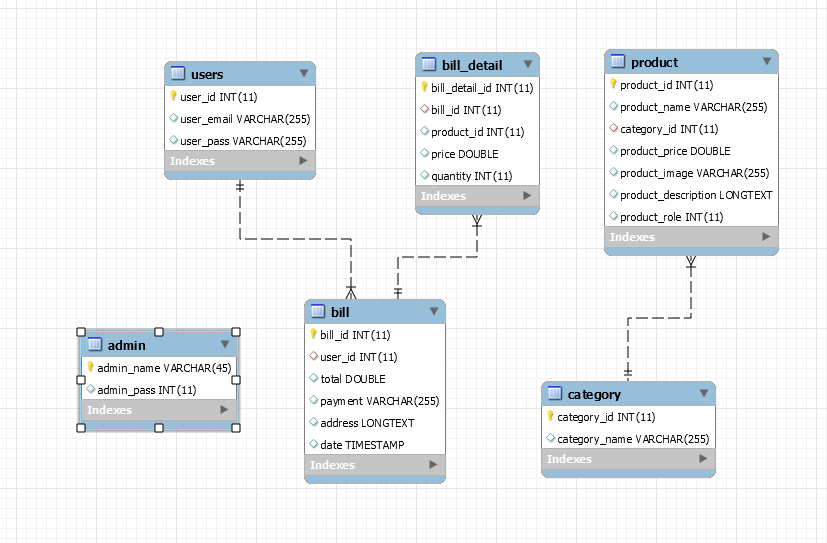 users
user_id INT(11)
user_email VARCHAR(255)
user_pass VARCHAR(255)
Indexes
bill_detail
bill_detail_id INT(11)
bill_id INT(11)
product_id INT(11)
price DOUBLE
quantity INT(11)
Indexes
product
product_id INT(11)
product_name VARCHAR(255)
category_id INT(11)
product_price DOUBLE
product_image VARCHAR(255)
product_description LONGTEXT
product_role INT(11)
Indexes
admin
admin_name VARCHAR(45)
admin_pass INT(11)
Indexes
bill
bill_id INT(11)
user_id INT(11)
total DOUBLE
payment VARCHAR(255)
address LONGTEXT
date TIMESTAMP
Indexes
category
category_id INT(11)
category_name VARCHAR(255)
Indexes